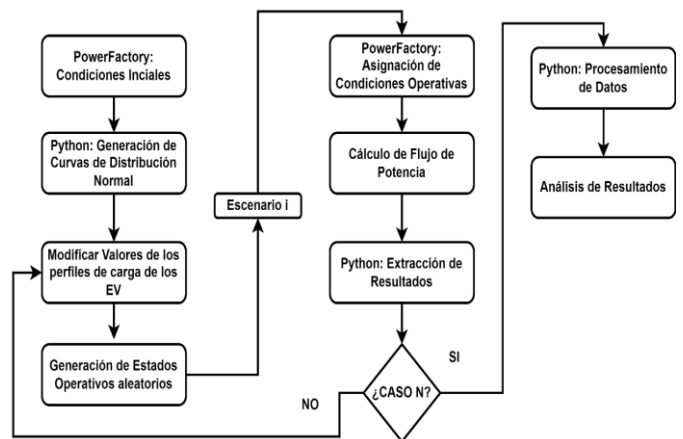 PowerFactory:
Condiciones Inciales
Python: Generación de
Curvas de Distribución
Normal
Modificar Valores de los
perfiles de carga de los
EV
Generación de Estados
Operativos aleatorios
Escenario i
PowerFactory:
Asignación de
Condiciones Operativas
Cálculo de Flujo de
Potencia
Python: Extracción de
Resultados
¿CASO N?
NO
SI
Python: Procesamiento
de Datos
Análisis de Resultados